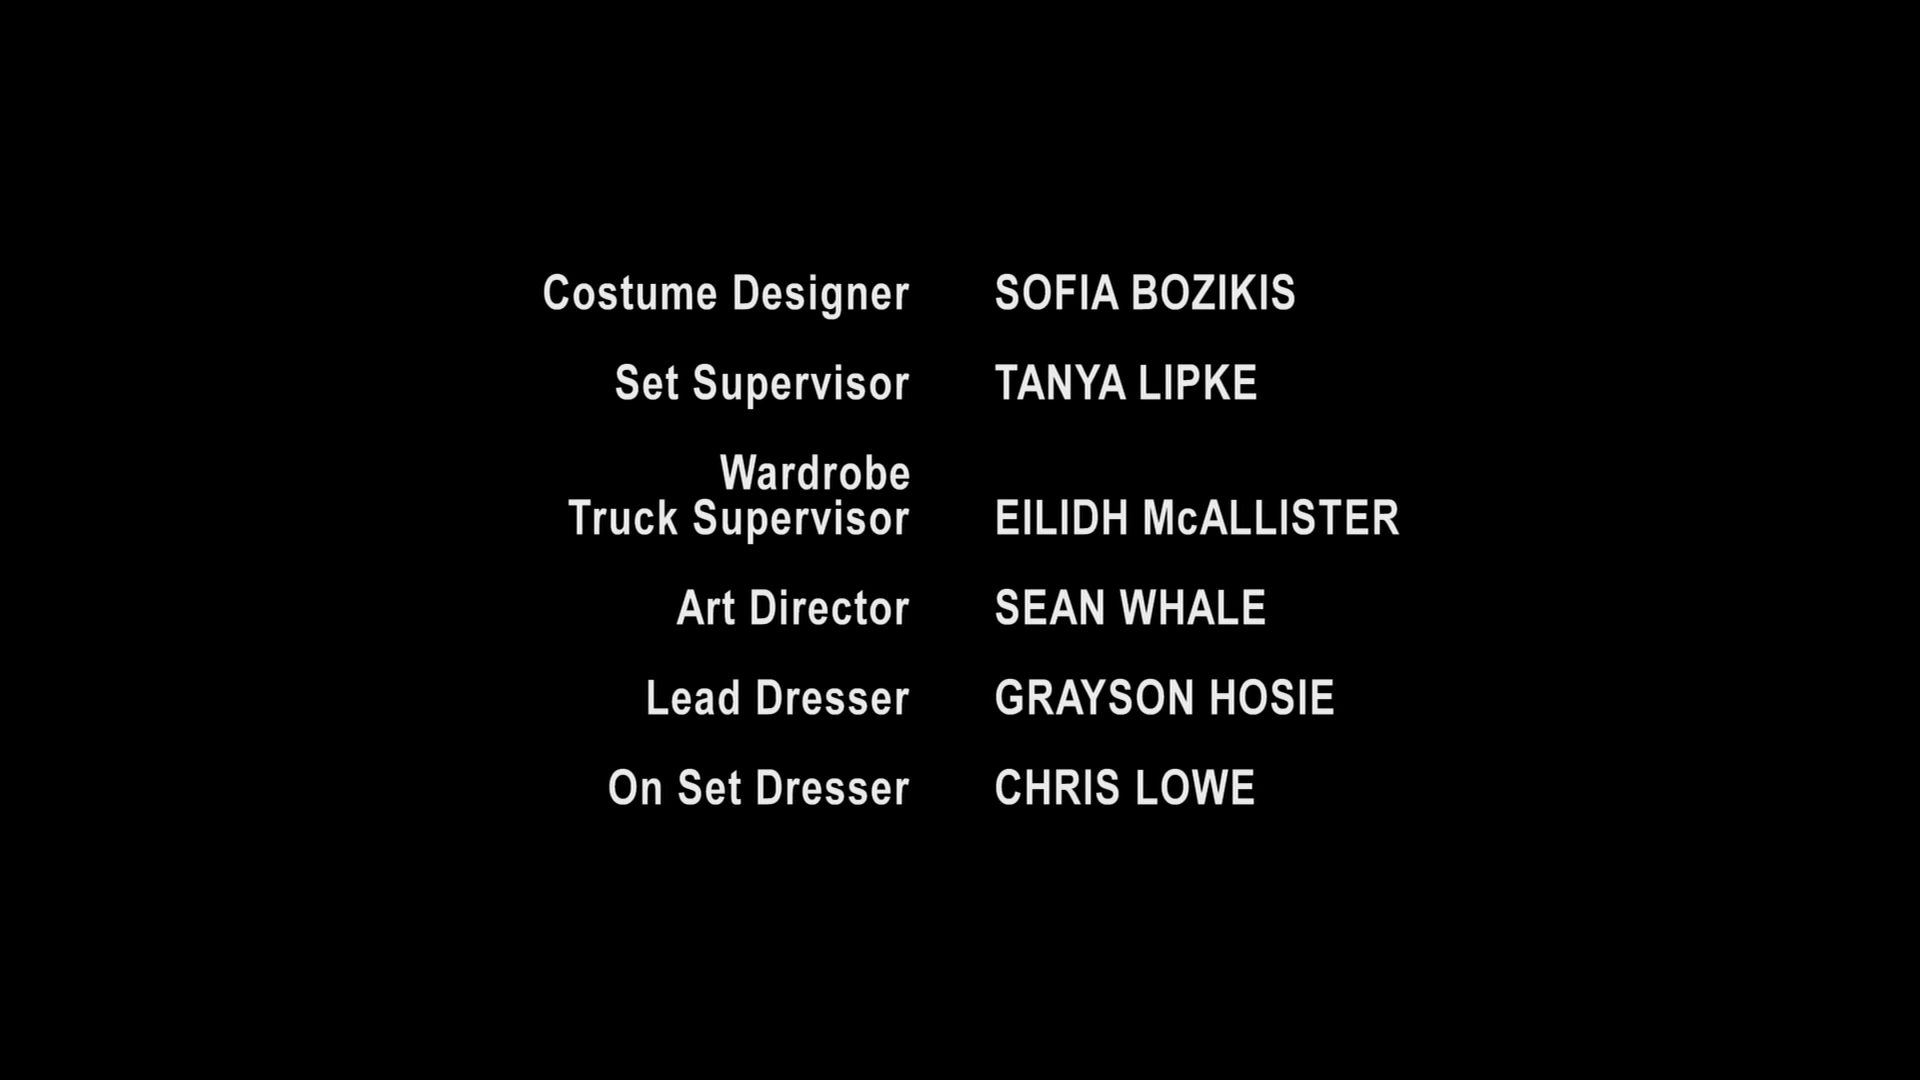 Costume Designer SOFIA BOZIKIS
Set Supervisor TANYA LIPKE
Wardrobe
Truck Supervisor EILIDH McALLISTER
Art Director SEAN WHALE
Lead Dresser GRAYSON HOSIE
On Set Dresser CHRIS LOWE